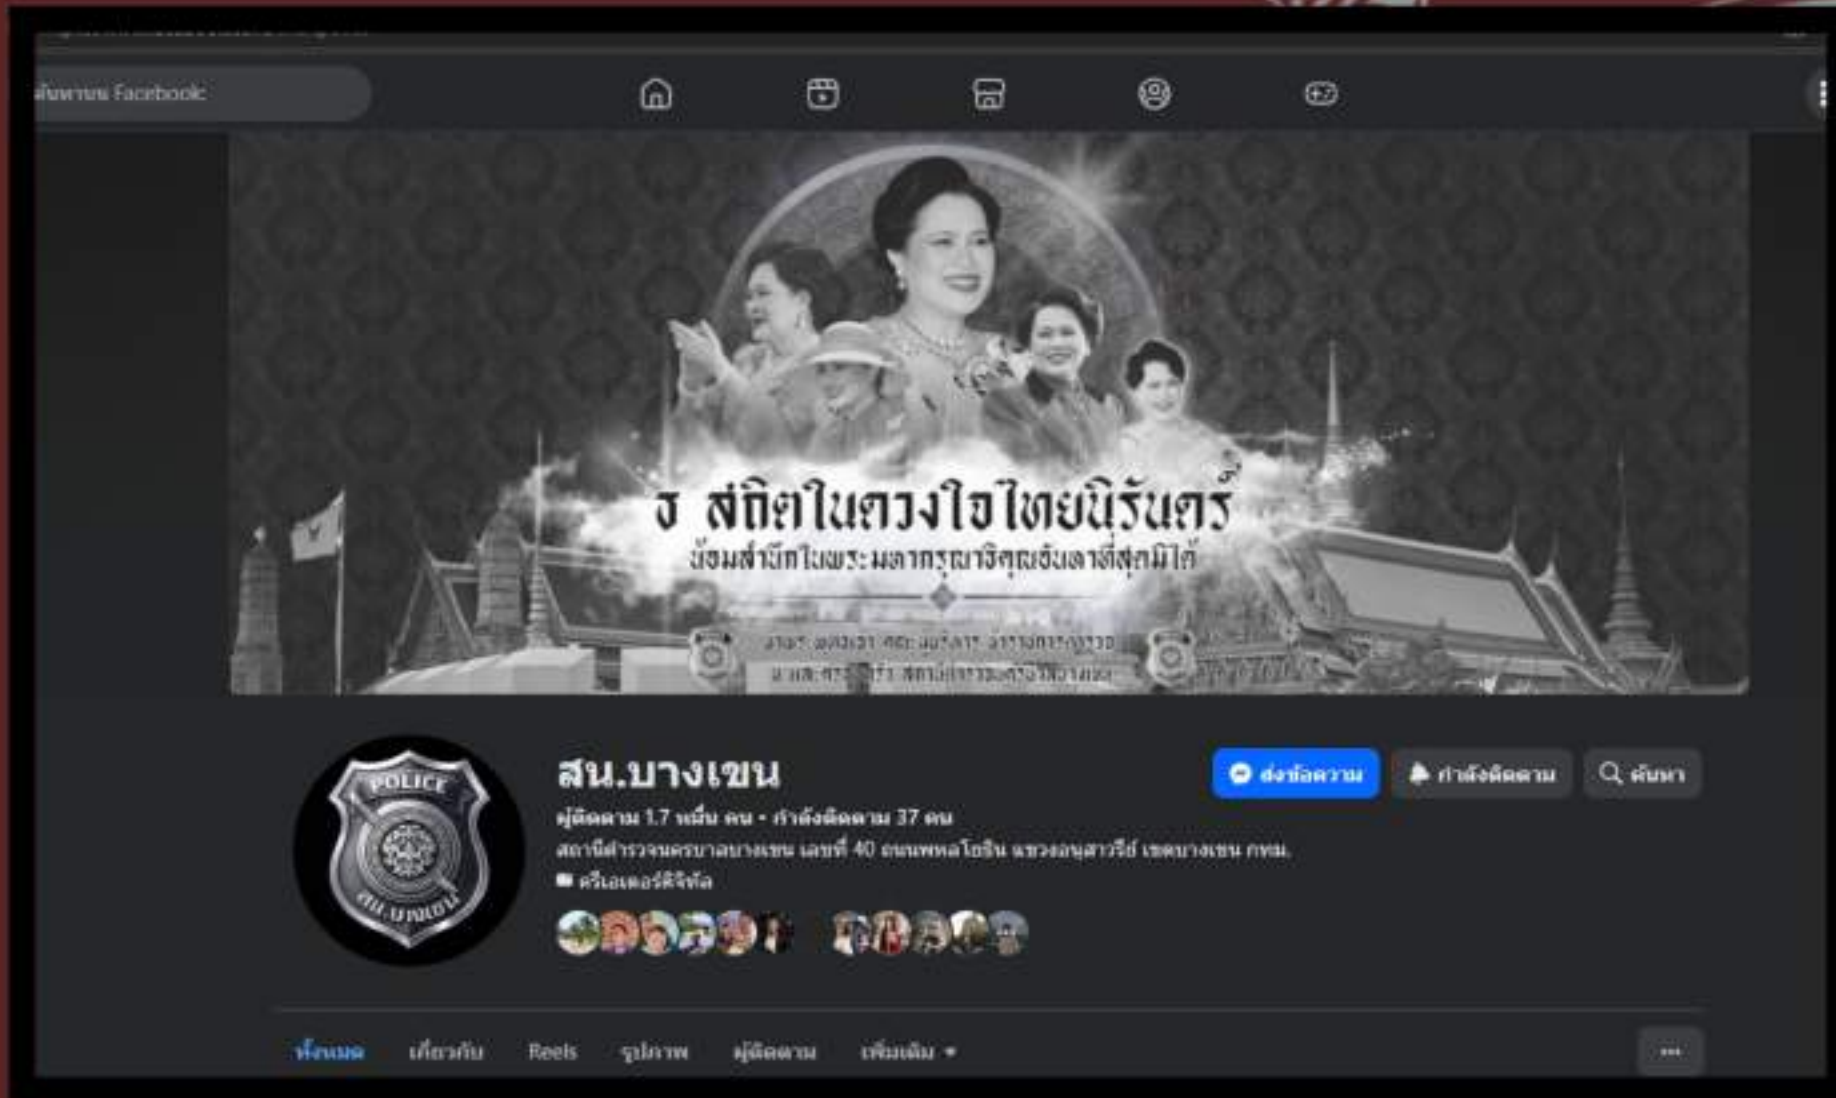 ค้นหาบน Facebook
ธ สถิตในดวงใจไทยนิรันดร์
น้อมสำนึกในพระมหากรุณาธิคุณอันหาที่สุดมิได้
POLICE
สน.บางเขน
สน.บางเขน
ส่งข้อความ
กำลังติดตาม
ค้นหา
ผู้ติดตาม 1.7 หมื่น คน • กำลังติดตาม 37 คน
สถานีตำรวจนครบาลบางเขน เลขที่ 40 ถนนพหลโยธิน แขวงอนุสาวรีย์ เขตบางเขน กทม.
ครีเอเตอร์ดิจิทัล
ทั้งหมด เกี่ยวกับ Reels รูปภาพ ผู้ติดตาม เพิ่มเติม